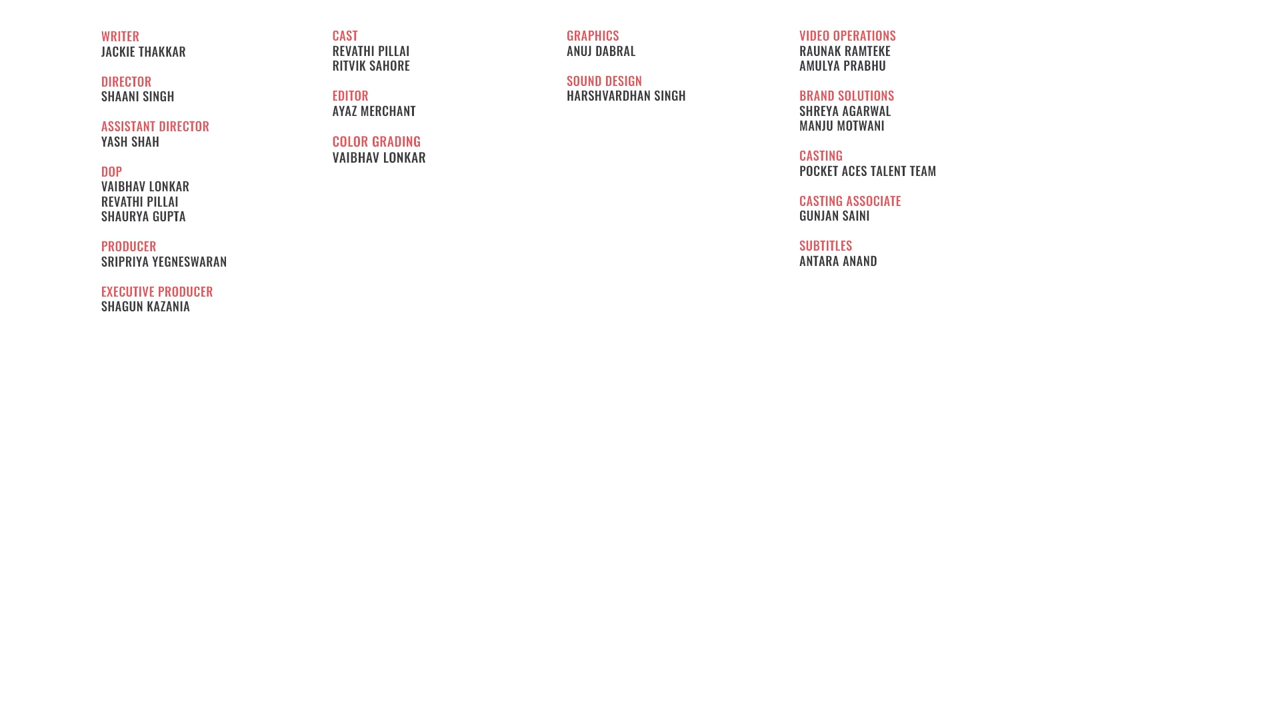 WRITER
JACKIE THAKKAR
DIRECTOR
SHAANI SINGH
ASSISTANT DIRECTOR
YASH SHAH
DOP
VAIBHAV LONKAR
REVATHI PILLAI
SHAURYA GUPTA
PRODUCER
SRIPRIYA YEGNESWARAN
EXECUTIVE PRODUCER
SHAGUN KAZANIA
CAST
REVATHI PILLAI
RITVIK SAHORE
EDITOR
AYAZ MERCHANT
COLOR GRADING
VAIBHAV LONKAR
GRAPHICS
ANUJ DABRAL
SOUND DESIGN
HARSHVARDHAN SINGH
VIDEO OPERATIONS
RAUNAK RAMTEKE
AMULYA PRABHU
BRAND SOLUTIONS
SHREYA AGARWAL
MANJU MOTWANI
CASTING
POCKET ACES TALENT TEAM
CASTING ASSOCIATE
GUNJAN SAINI
SUBTITLES
ANTARA ANAND